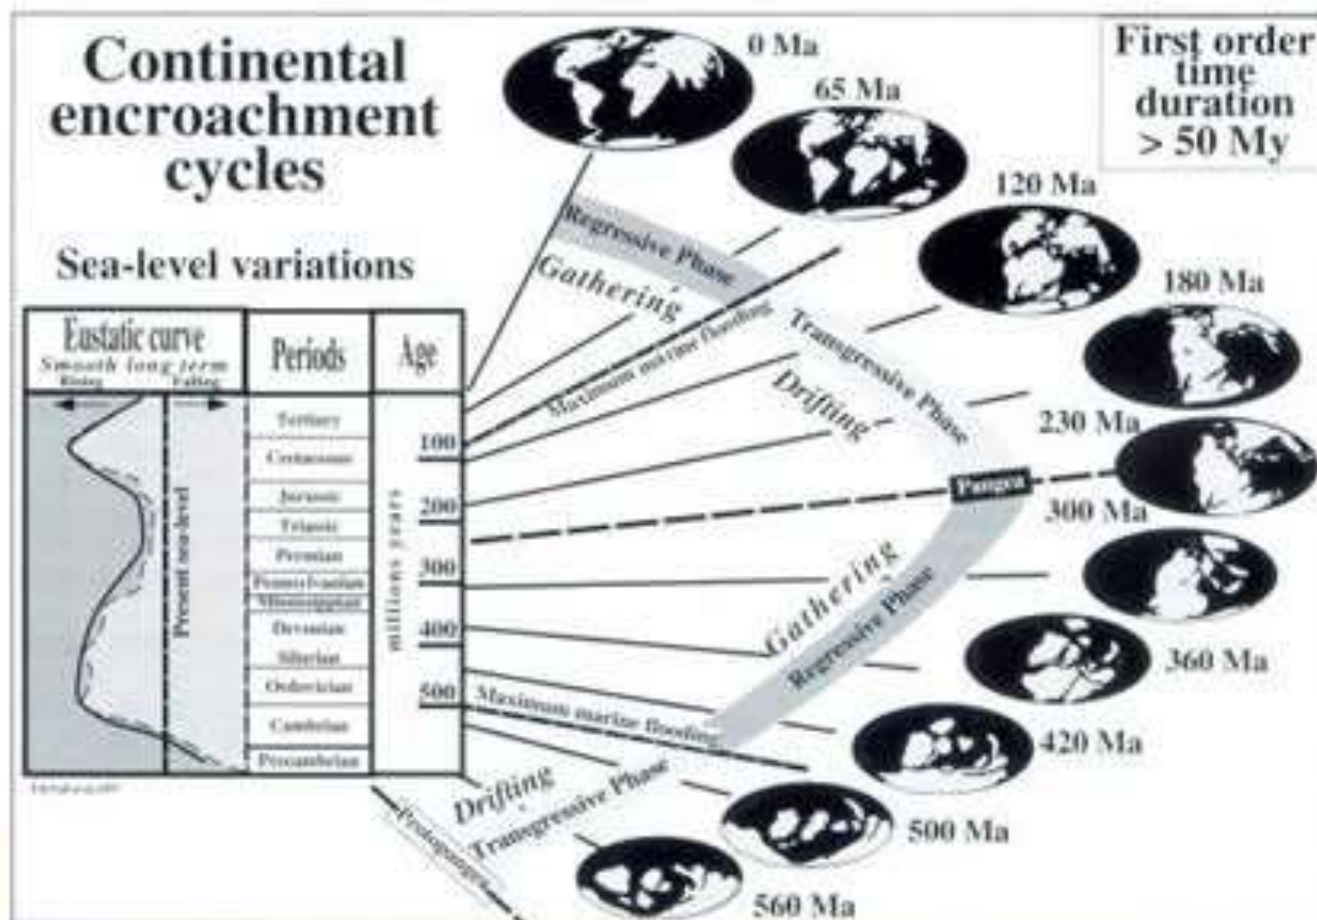 Continental
encroachment
cycles
First order
time
duration
> 50 My
0 Ma
65 Ma
120 Ma
180 Ma
230 Ma
300 Ma
360 Ma
420 Ma
500 Ma
560 Ma
Sea-level variations
Eustatic curve
Smooth long term
Rising
Falling
Periods
Age
Present sea-level
Tertiary
Cretaceous
Jurassic
Triassic
Permian
Pennsylvanian
Mississippian
Devonian
Silurian
Ordovician
Cambrian
Precambrian
millions years
100
200
300
400
500
Regressive Phase
Gathering
Maximum marine flooding
Transgressive Phase
Drifting
Pangea
Gathering
Regressive Phase
Maximum marine flooding
Drifting
Transgressive Phase
Protopangea